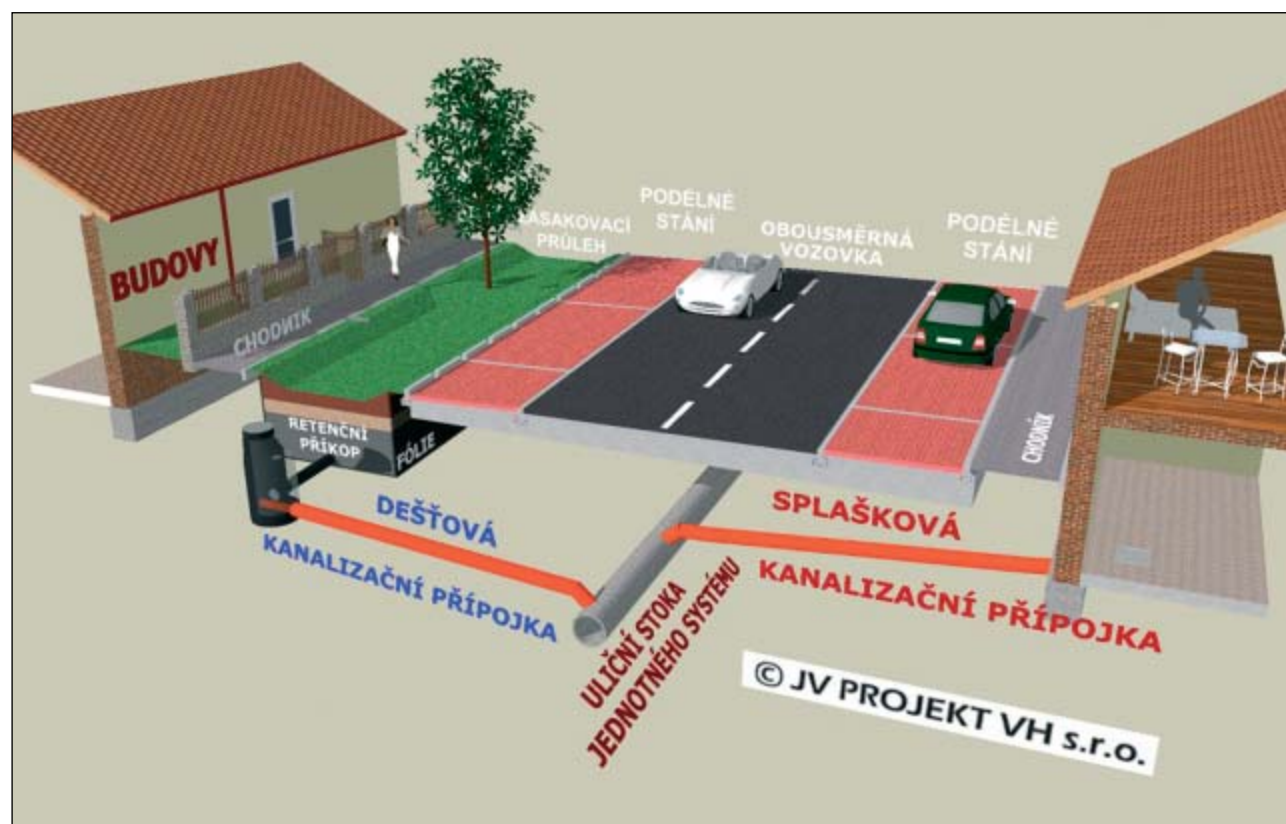 PODÉLNÉ
STÁNÍ
ZASAKOVACÍ
PRŮLEH
OBOUSMĚRNÁ
VOZOVKA
PODÉLNÉ
STÁNÍ
BUDOVY
CHODNÍK
CHODNÍK
RETENČNÍ
PŘÍKOP
FÓLIE
DEŠŤOVÁ
KANALIZAČNÍ PŘÍPOJKA
SPLAŠKOVÁ
KANALIZAČNÍ PŘÍPOJKA
ULIČNÍ STOKA
JEDNOTNÉHO SYSTÉMU
© JV PROJEKT VH s.r.o.